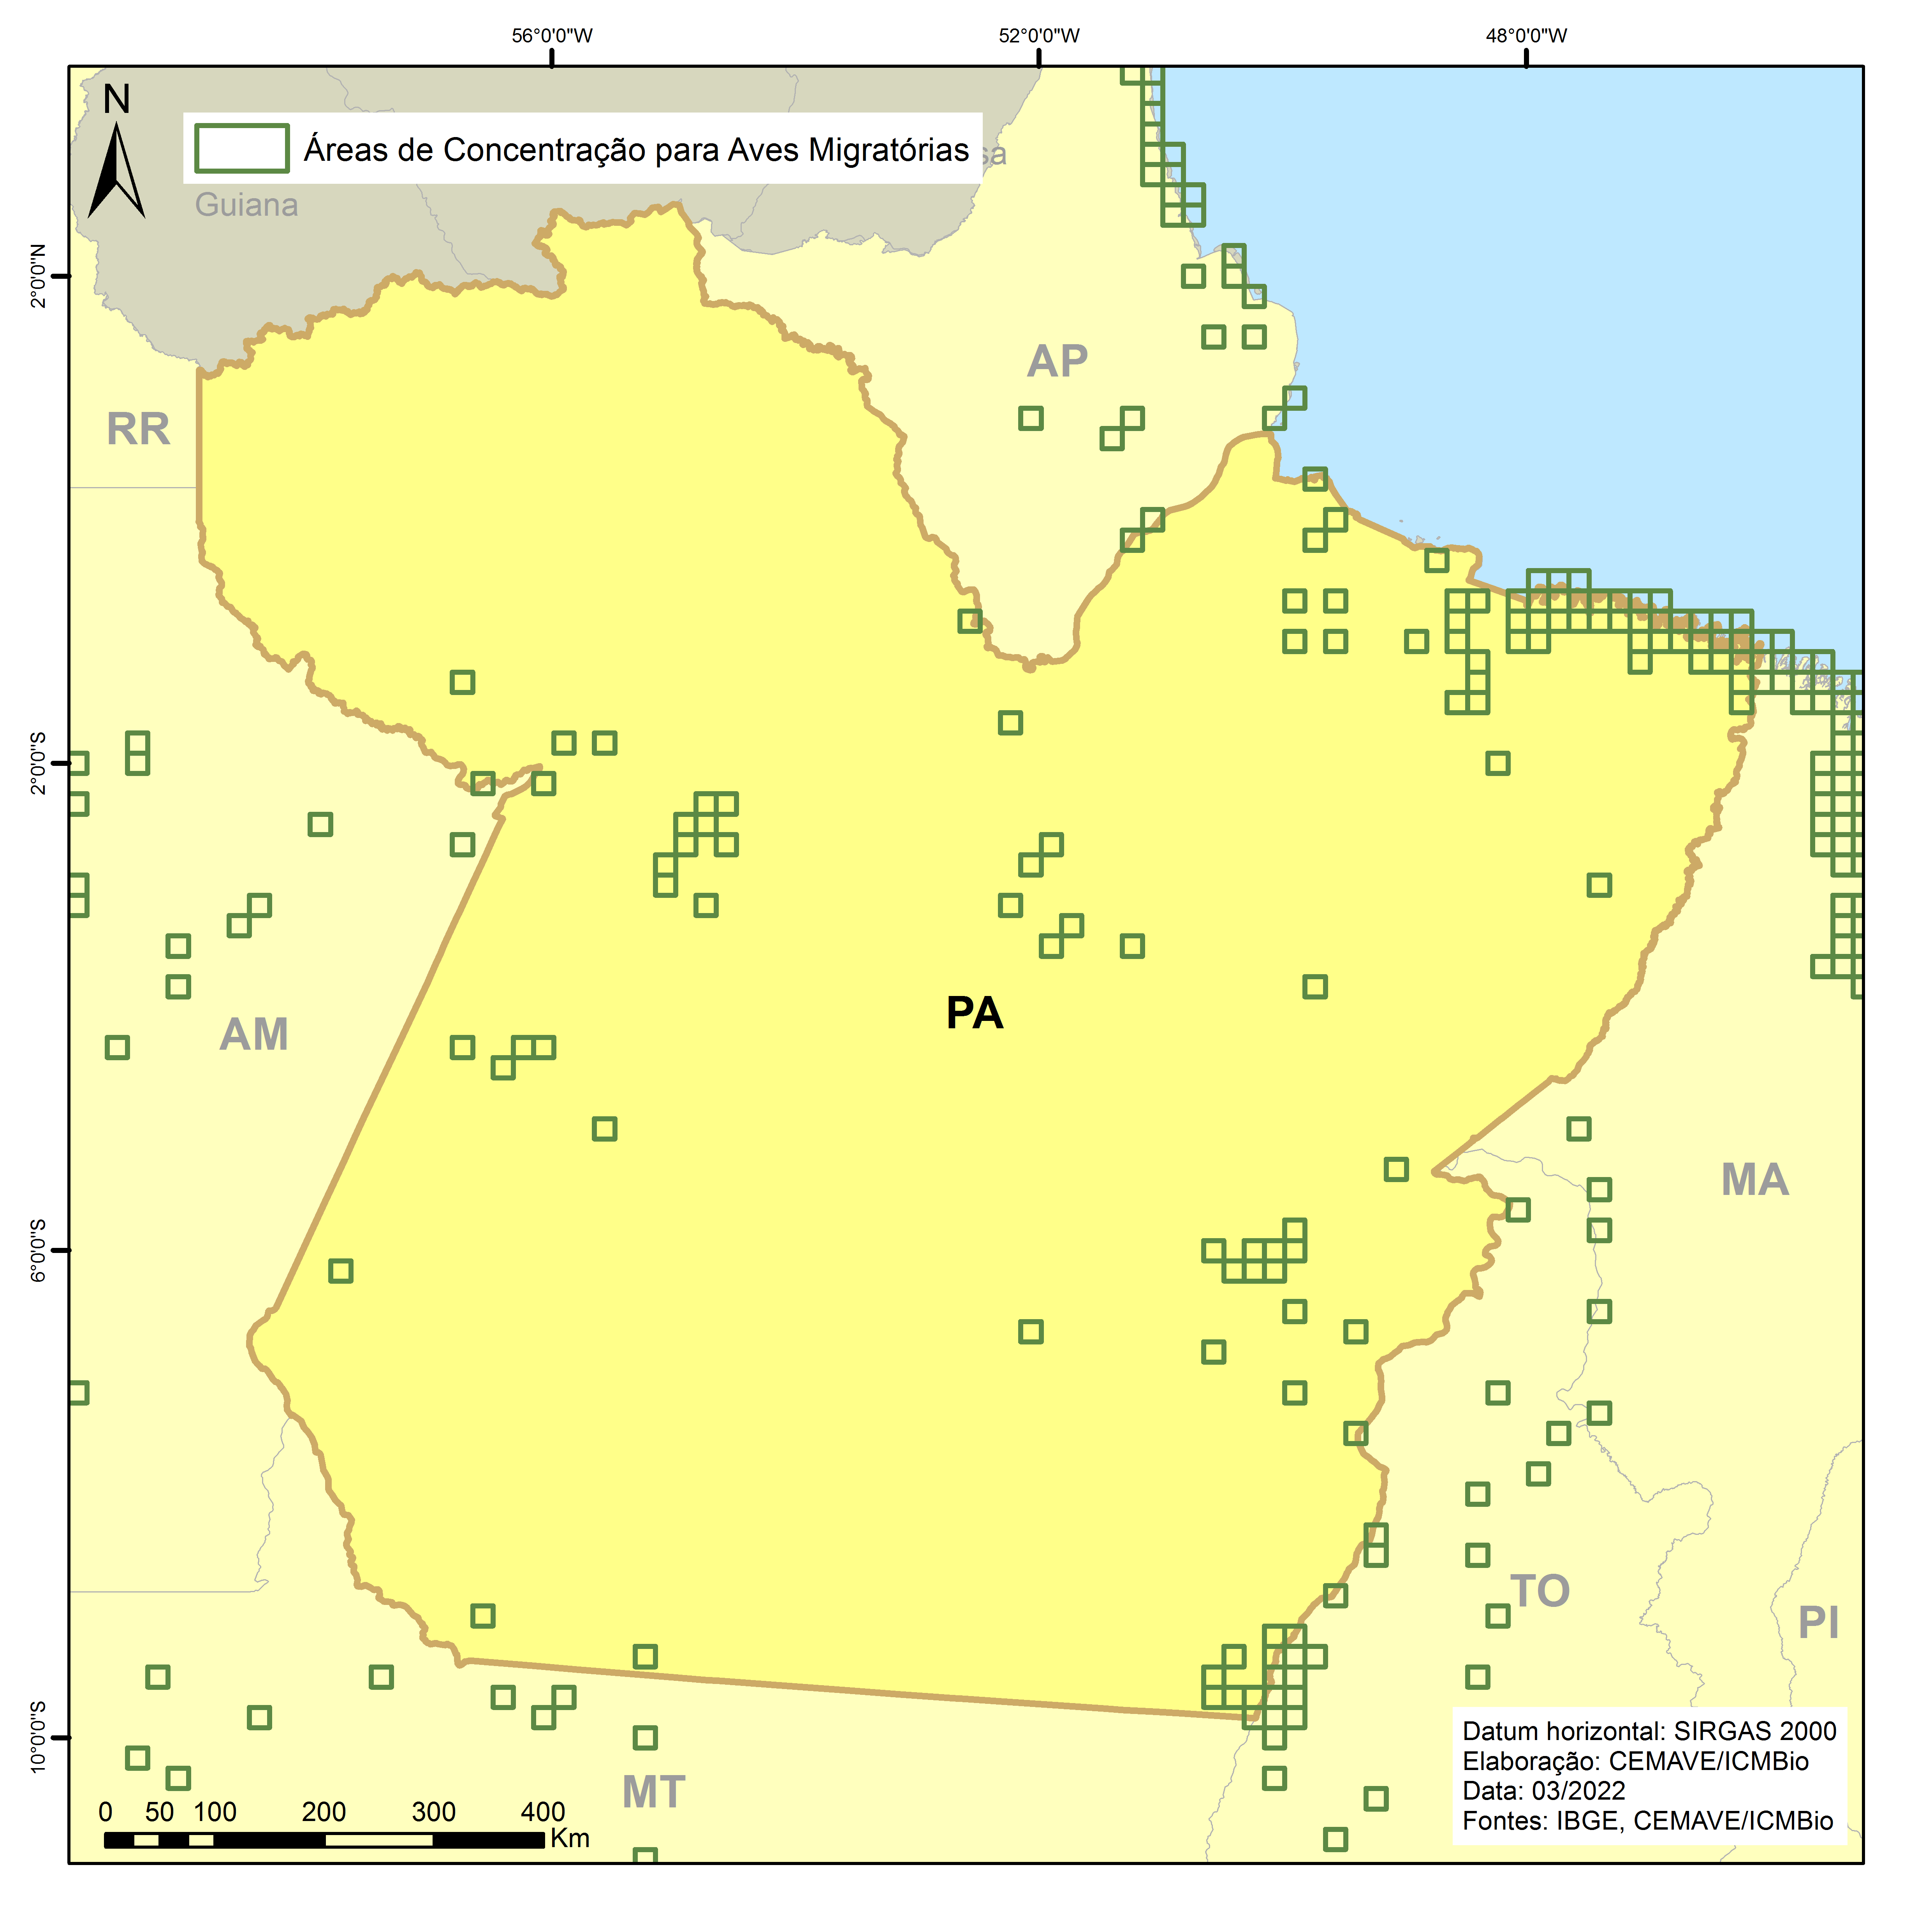 56°0'0"W
52°0'0"W
48°0'0"W
N
Áreas de Concentração para Aves Migratórias
Guiana
2°0'0"N
AP
RR
2°0'0"S
PA
AM
MA
6°0'0"S
TO
PI
10°0'0"S
MT
Datum horizontal: SIRGAS 2000
Elaboração: CEMAVE/ICMBio
Data: 03/2022
Fontes: IBGE, CEMAVE/ICMBio
0 50 100 200 300 400
Km